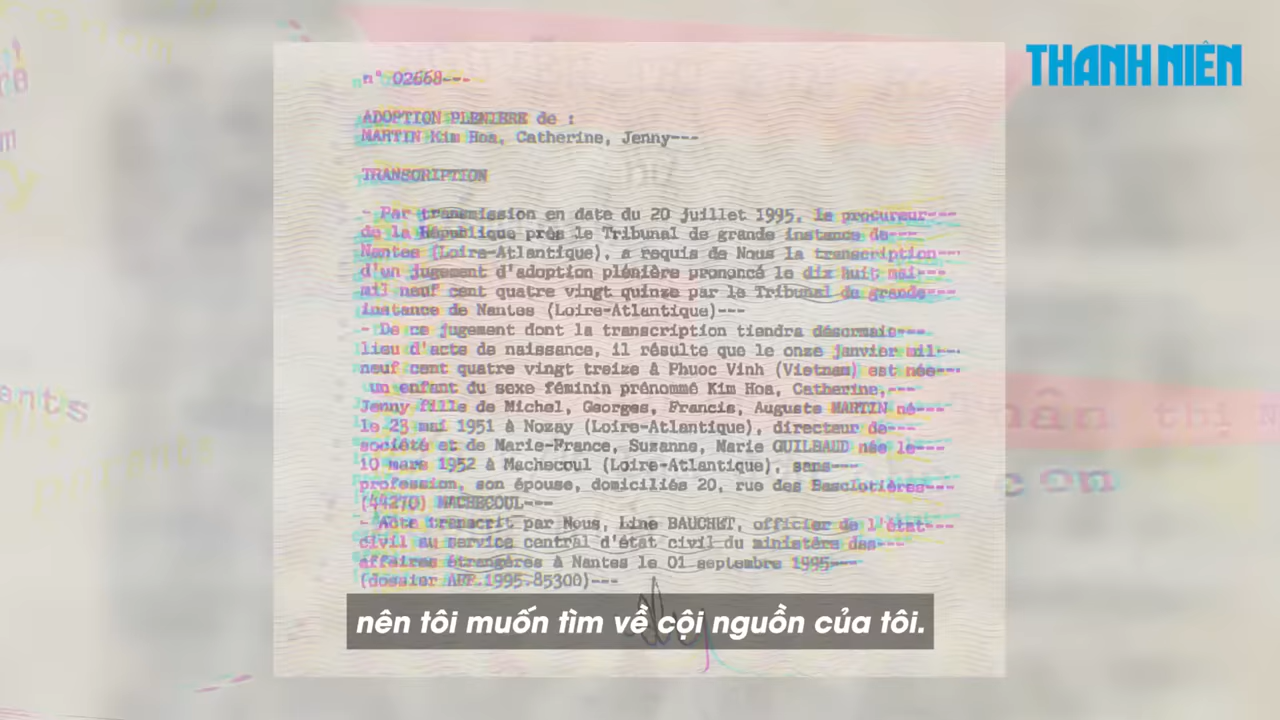 THANH NIÊN
n° 02668---
ADOPTION PLENIERE de :
MARTIN Kim Hoa, Catherine, Jenny---
TRANSCRIPTION
- Par transmission en date du 20 juillet 1995, le procureur---
de la République près le Tribunal de grande instance de---
Nantes (Loire-Atlantique), a requis de Nous la transcription---
d'un jugement d'adoption plénière prononcé le dix huit mai---
mil neuf cent quatre vingt quinze par le Tribunal de grande---
instance de Nantes (Loire-Atlantique)---
- De ce jugement dont la transcription tiendra désormais---
lieu d'acte de naissance, il résulte que le onze janvier mil---
neuf cent quatre vingt treize à Phuoc Vinh (Vietnam) est née---
un enfant du sexe féminin prénommé Kim Hoa, Catherine,---
Jenny fille de Michel, Georges, Francis, Auguste MARTIN né---
le 23 mai 1951 à Nozay (Loire-Atlantique), directeur de---
société et de Marie-France, Suzanne, Marie GUILBAUD née le---
10 mars 1952 à Machecoul (Loire-Atlantique), sans---
profession, son épouse, domiciliés 20, rue des---
(44270) MACHECOUL---
- Acte transcrit par Nous, Line BAUCHET, officier de l'état---
civil au service central d'état civil du ministère des---
affaires étrangères à Nantes le 01 septembre 1995---
(dossier AFF.1995.85300)---
ents
con
nên tôi muốn tìm về cội nguồn của tôi.